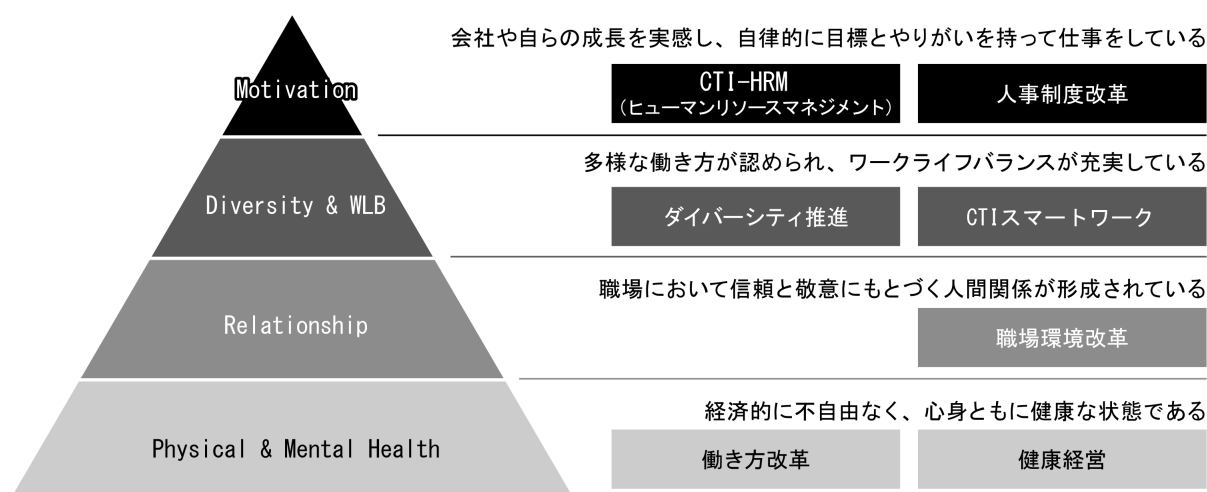 会社や自らの成長を実感し、自律的に目標とやりがいを持って仕事をしている
Motivation
CTI-HRM
(ヒューマンリソースマネジメント)
人事制度改革
多様な働き方が認められ、ワークライフバランスが充実している
Diversity & WLB
ダイバーシティ推進
CTIスマートワーク
職場において信頼と敬意にもとづく人間関係が形成されている
Relationship
職場環境改革
経済的に不自由なく、心身ともに健康な状態である
Physical & Mental Health
働き方改革
健康経営